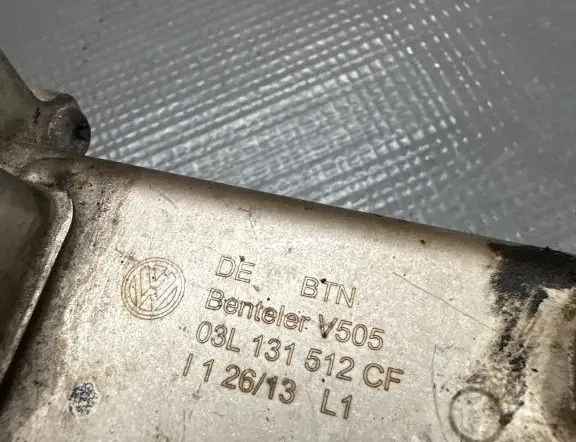 DE BTN
Benteler V505
03L 131 512 CF
/ 1 26/13 L1